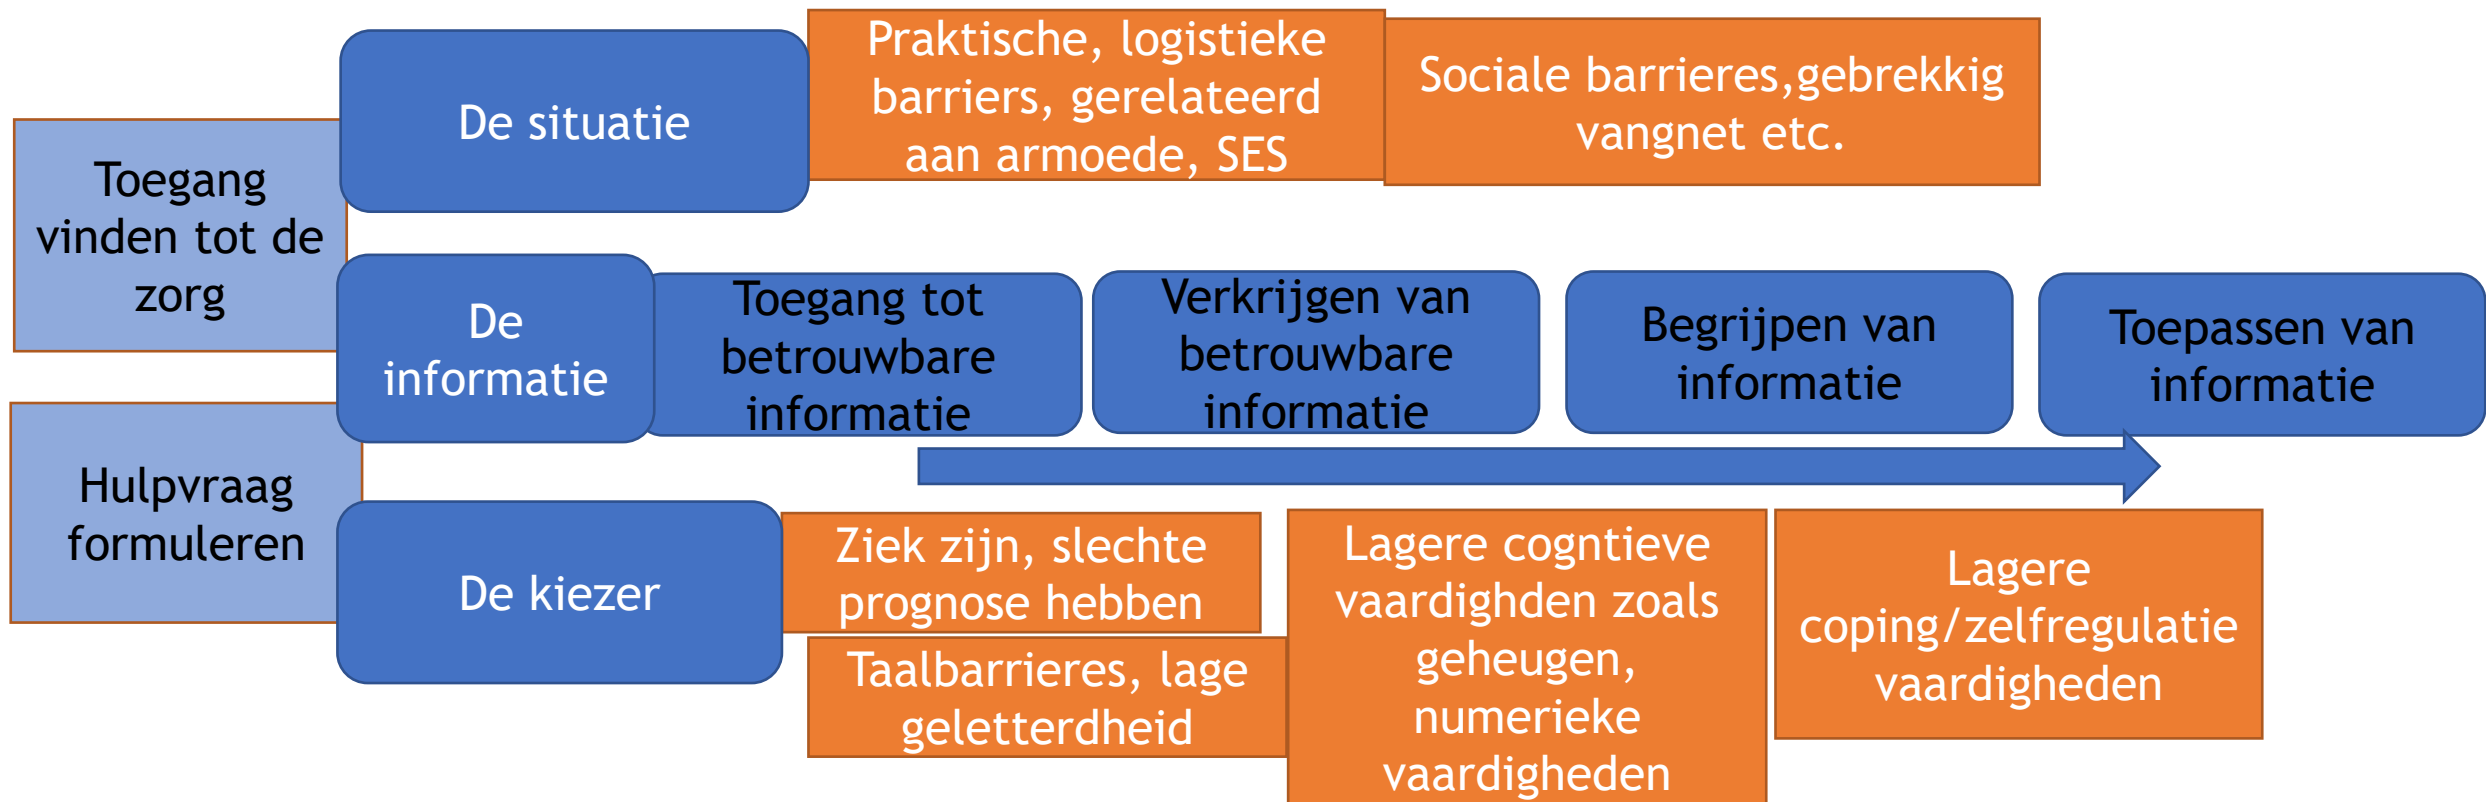 Toegang
vinden tot de
zorg
Hulpvraag
formuleren
De situatie
Praktische, logistieke
barriers, gerelateerd
aan armoede, SES
Sociale barrieres,gebrekkig
vangnet etc.
De
informatie
Toegang tot
betrouwbare
informatie
Verkrijgen van
betrouwbare
informatie
Begrijpen van
informatie
Toepassen van
informatie
De kiezer
Ziek zijn, slechte
prognose hebben
Taalbarrieres, lage
geletterdheid
Lagere cogntieve
vaardighden zoals
geheugen,
numerieke
vaardigheden
Lagere
coping/zelfregulatie
vaardigheden